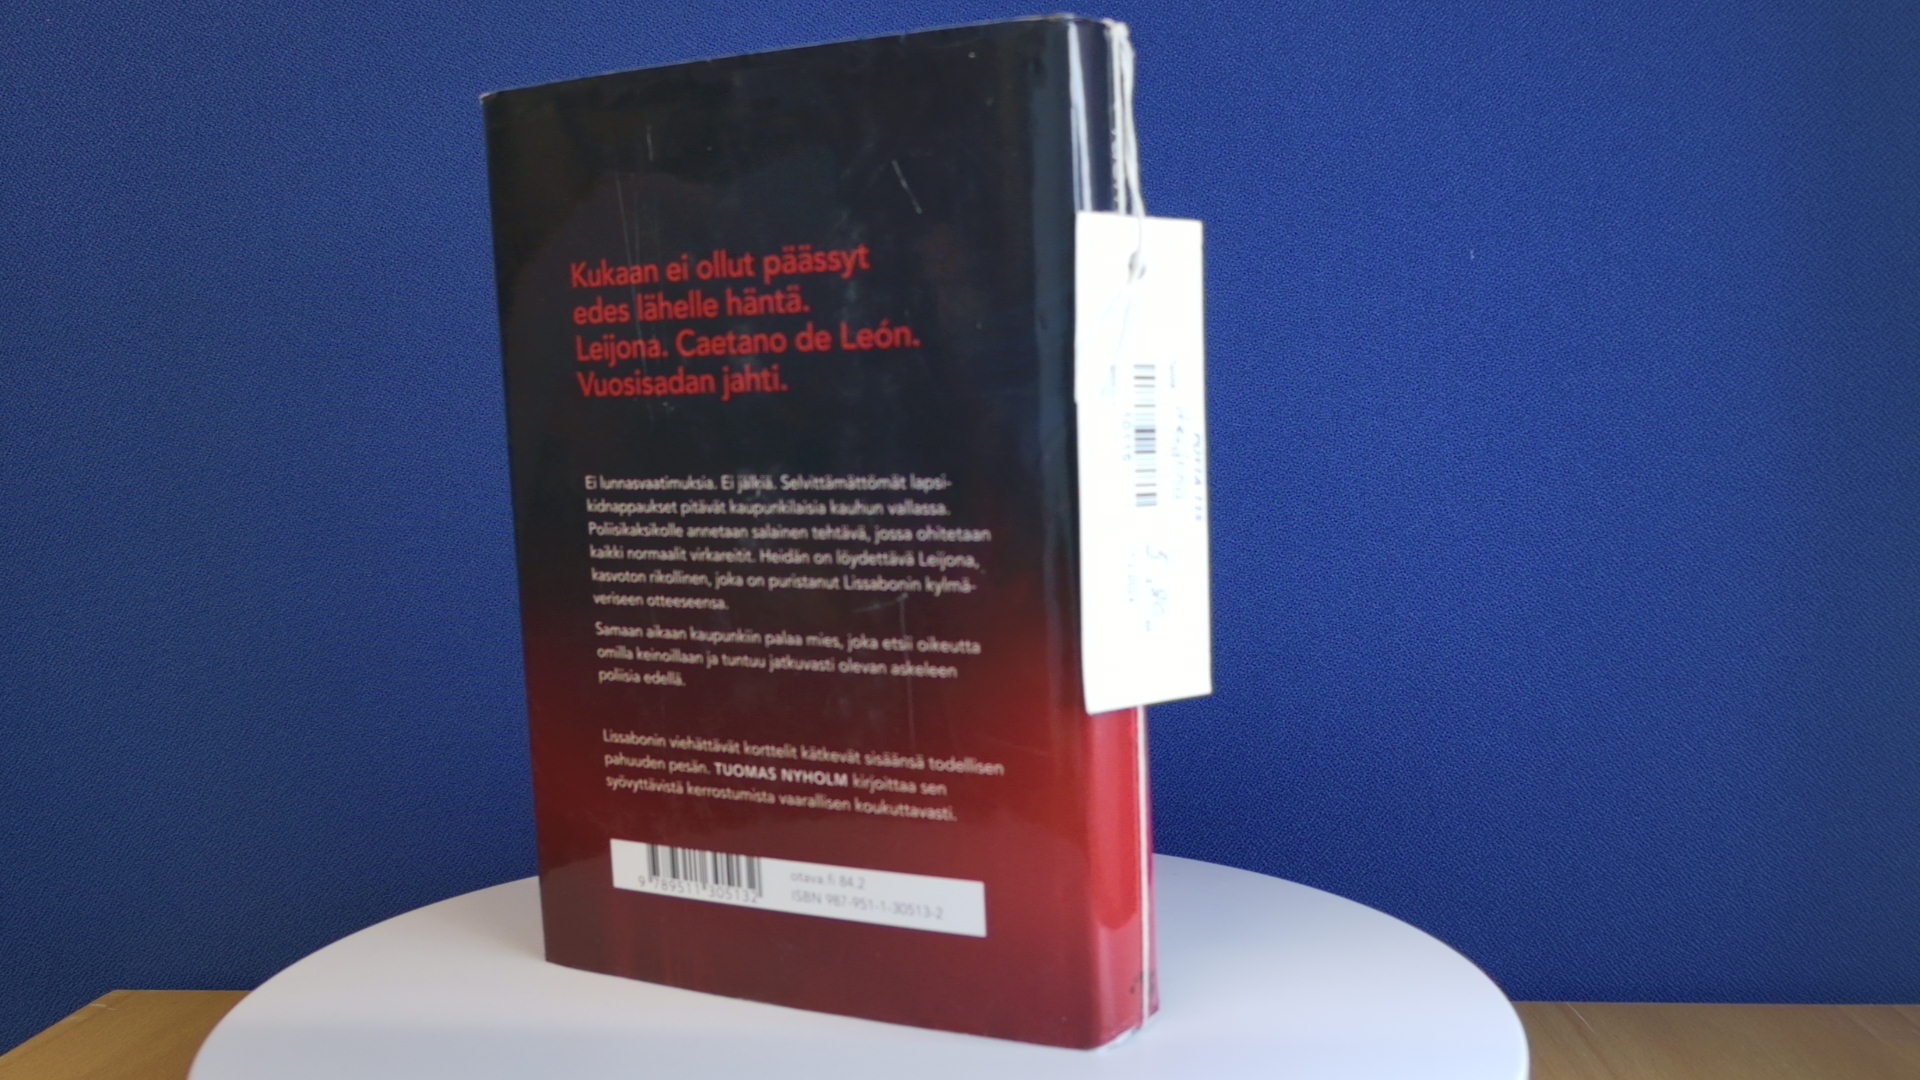 Kukaan ei ollut päässyt
edes lähelle häntä.
Leijona. Caetano de León.
Vuosisadan jahti.
Ei lunnasvaatimuksia. Ei jälkiä. Selvittämättömät lapsi-
kidnappaukset pitävät kaupunkilaisia kauhun vallassa.
Poliisikaksikolle annetaan salainen tehtävä, jossa ohitetaan
kaikki normaalit virkareitit. Heidän on löydettävä Leijona,
kasvoton rikollinen, joka on puristanut Lissabonin kylmä-
veriseen otteeseensa.
Samaan aikaan kaupunkiin palaa mies, joka etsii oikeutta
omilla keinoillaan ja tuntuu jatkuvasti olevan askeleen
poliisia edellä.
Lissabonin viehättävät korttelit kätkevät sisäänsä todellisen
pahuuden pesän. TUOMAS NYHOLM kirjoittaa sen
syövyttävistä kerrostumista vaarallisen koukuttavasti.
9 789511 305132
otava.fi 84.2
ISBN 987-951-1-30513-2